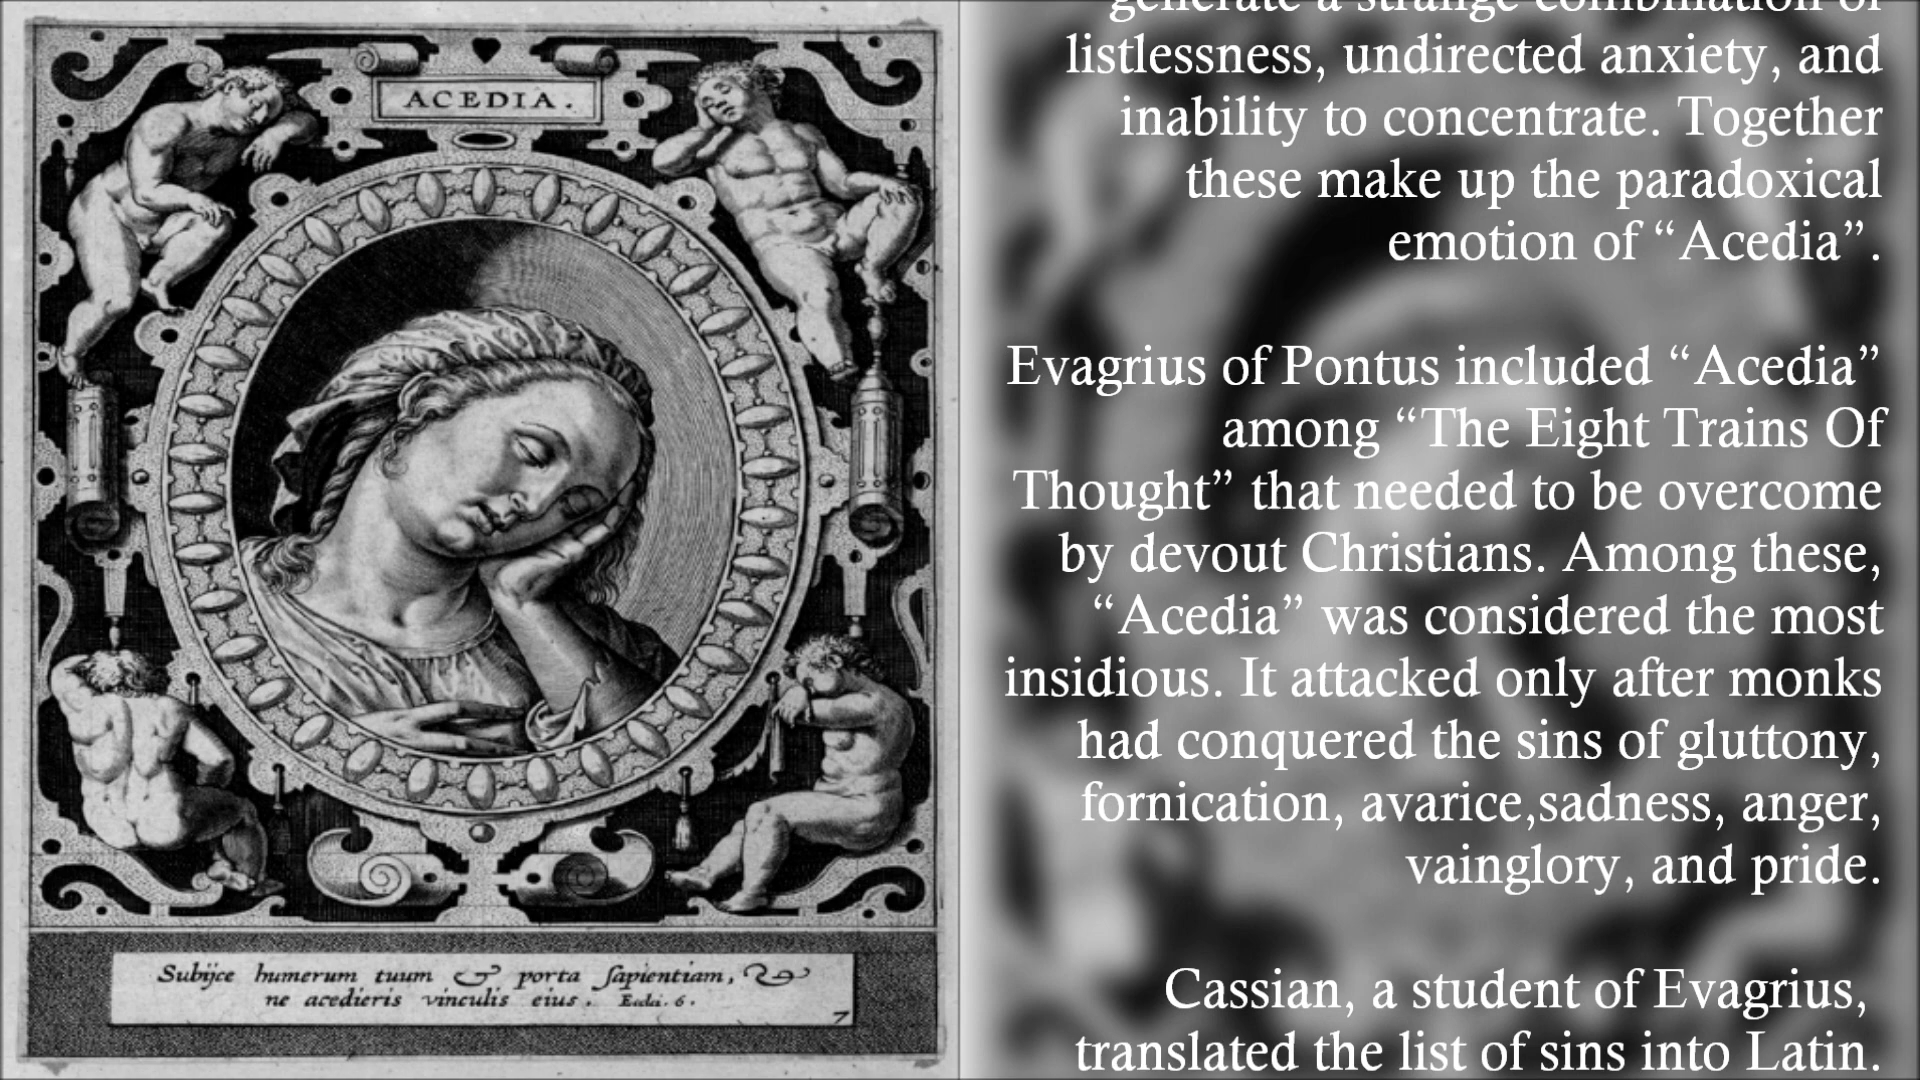 ACEDIA.
Subijce humerum tuum & porta sapientiam,
ne acedieris vinculis eius. Eccli. 6.
7
generate a strange combination of
listlessness, undirected anxiety, and
inability to concentrate. Together
these make up the paradoxical
emotion of “Acedia”.
Evagrius of Pontus included “Acedia”
among “The Eight Trains Of
Thought” that needed to be overcome
by devout Christians. Among these,
“Acedia” was considered the most
insidious. It attacked only after monks
had conquered the sins of gluttony,
fornication, avarice,sadness, anger,
vainglory, and pride.
Cassian, a student of Evagrius,
translated the list of sins into Latin.